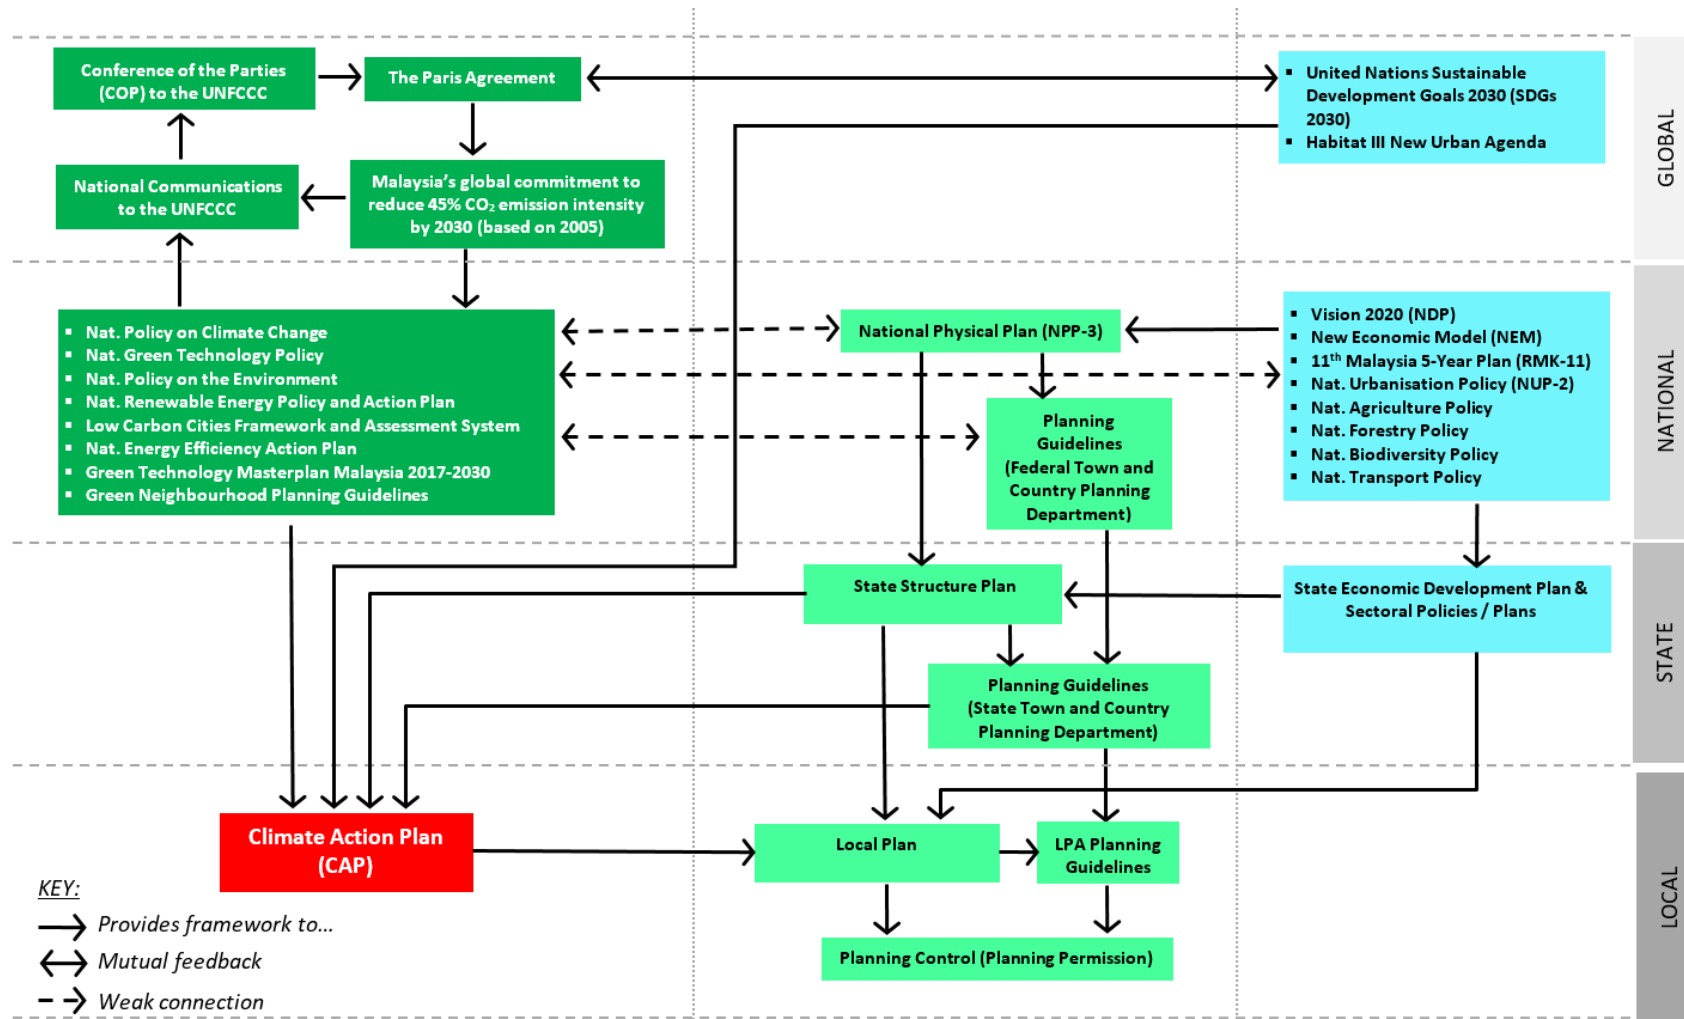 Conference of the Parties
(COP) to the UNFCCC
The Paris Agreement
▪ United Nations Sustainable
Development Goals 2030 (SDGs
2030)
▪ Habitat III New Urban Agenda
National Communications
to the UNFCCC
Malaysia's global commitment to
reduce 45% CO₂ emission intensity
by 2030 (based on 2005)
GLOBAL
▪ Nat. Policy on Climate Change
▪ Nat. Green Technology Policy
▪ Nat. Policy on the Environment
▪ Nat. Renewable Energy Policy and Action Plan
▪ Low Carbon Cities Framework and Assessment System
▪ Nat. Energy Efficiency Action Plan
▪ Green Technology Masterplan Malaysia 2017-2030
▪ Green Neighbourhood Planning Guidelines
National Physical Plan (NPP-3)
Planning
Guidelines
(Federal Town and
Country Planning
Department)
▪ Vision 2020 (NDP)
▪ New Economic Model (NEM)
▪ 11th Malaysia 5-Year Plan (RMK-11)
▪ Nat. Urbanisation Policy (NUP-2)
▪ Nat. Agriculture Policy
▪ Nat. Forestry Policy
▪ Nat. Biodiversity Policy
▪ Nat. Transport Policy
NATIONAL
State Structure Plan
State Economic Development Plan &
Sectoral Policies / Plans
Planning Guidelines
(State Town and Country
Planning Department)
STATE
Climate Action Plan
(CAP)
Local Plan
LPA Planning
Guidelines
Planning Control (Planning Permission)
LOCAL
KEY:
Provides framework to...
Mutual feedback
Weak connection